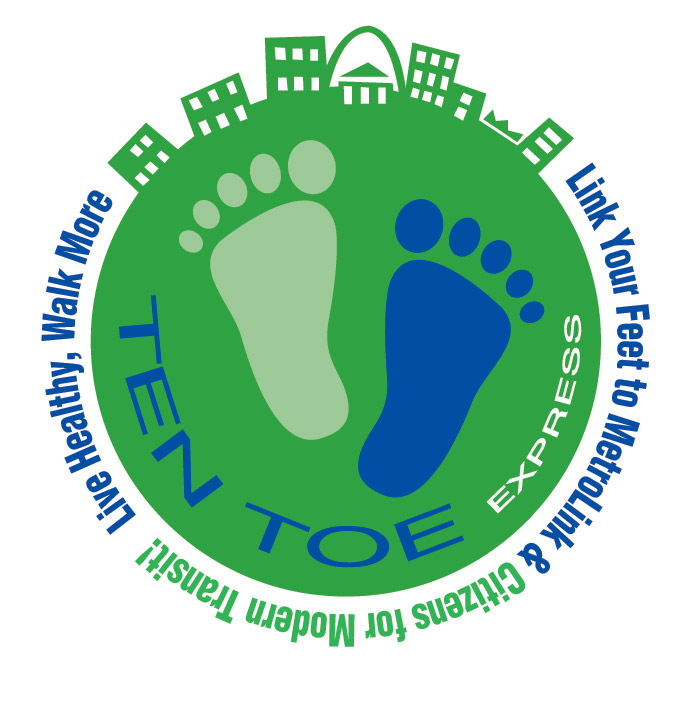 Live Healthy, Walk More
Link Your Feet to MetroLink &
Citizens for Modern Transit!
TEN TOE
EXPRESS